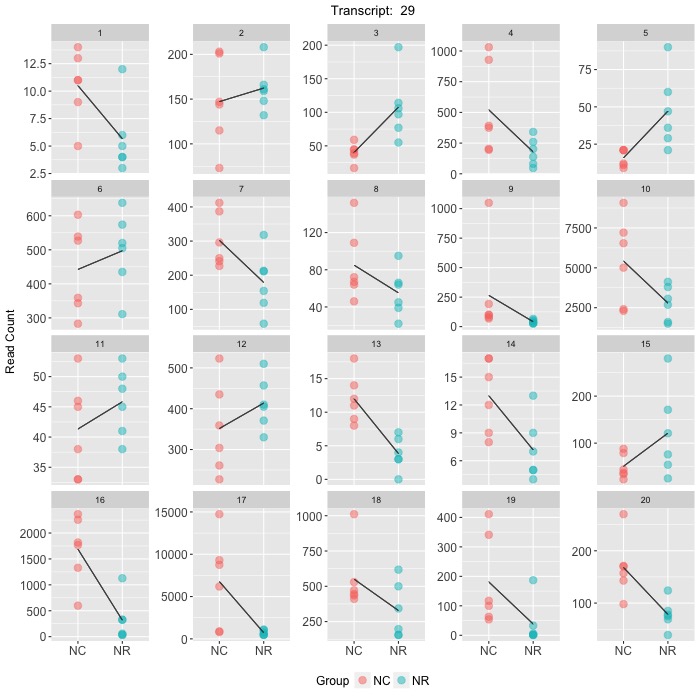 Transcript: 29
1 2 3 4 5
12.5 200 200 1000 75
10.0 150 750
7.5 150 100 500 50
5.0 100 50 250 25
2.5 0
6 7 8 9 10
600 400 120 1000 7500
500 300 80 750 5000
400 200 500
300 100 40 250 2500
0
11 12 13 14 15
50 500 15 15 200
45 400 10 12
40 5 9 100
35 300 0 6
16 17 18 19 20
2000 15000 1000 400 200
1500 10000 750 300
1000 5000 500 200 100
500 250 100
0 0 0
NC NR NC NR NC NR NC NR NC NR
Read Count
Group NC NR